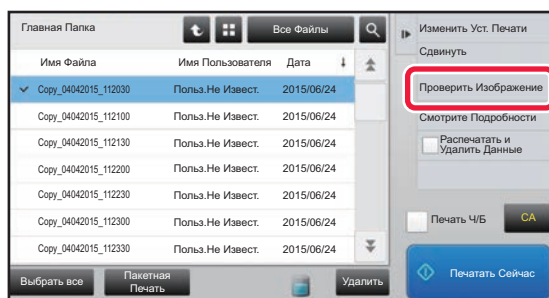 Главная Папка
Все Файлы
Имя Файла Имя Пользователя Дата
Copy_04042015_112030 Польз.Не Извест. 2015/06/24
Copy_04042015_112100 Польз.Не Извест. 2015/06/24
Copy_04042015_112130 Польз.Не Извест. 2015/06/24
Copy_04042015_112200 Польз.Не Извест. 2015/06/24
Copy_04042015_112230 Польз.Не Извест. 2015/06/24
Copy_04042015_112300 Польз.Не Извест. 2015/06/24
Copy_04042015_112330 Польз.Не Извест. 2015/06/24
Выбрать все
Пакетная
Печать
Удалить
Изменить Уст. Печати
Сдвинуть
Проверить Изображение
Смотрите Подробности
Распечатать и
Удалить Данные
Печать Ч/Б
CA
Печатать Сейчас